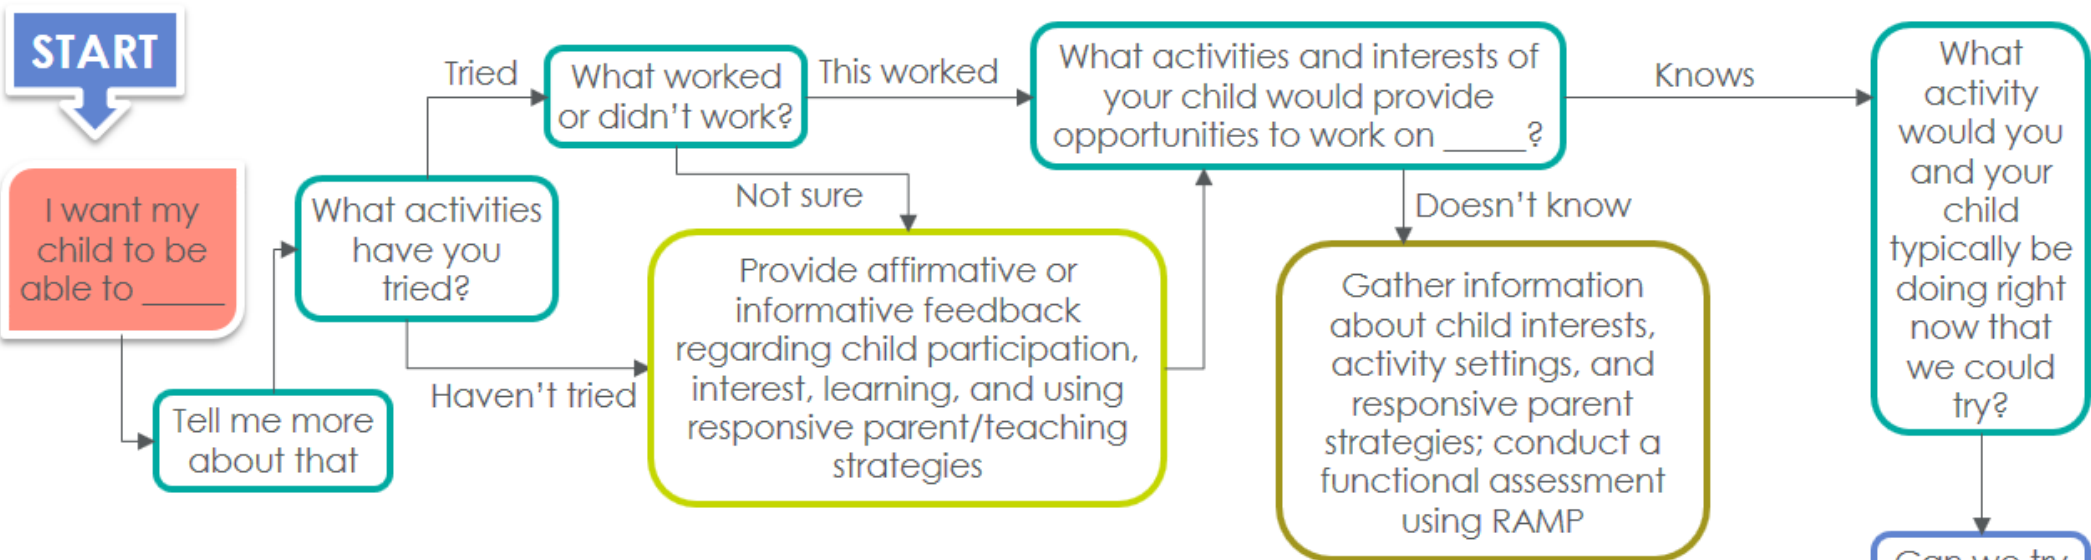 START
I want my
child to be
able to _____
Tell me more
about that
What activities
have you
tried?
Tried
What worked
or didn't work?
This worked
Not sure
Haven't tried
Provide affirmative or
informative feedback
regarding child participation,
interest, learning, and using
responsive parent/teaching
strategies
What activities and interests of
your child would provide
opportunities to work on _____?
Doesn't know
Gather information
about child interests,
activity settings, and
responsive parent
strategies; conduct a
functional assessment
using RAMP
Knows
What
activity
would you
and your
child
typically be
doing right
now that
we could
try?
Can we try